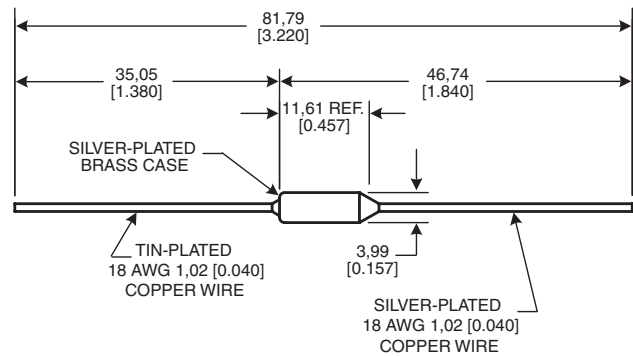 81,79
[3.220]
35,05
[1.380]
46,74
[1.840]
11,61 REF.
[0.457]
SILVER-PLATED
BRASS CASE
TIN-PLATED
18 AWG 1,02 [0.040]
COPPER WIRE
3,99
[0.157]
SILVER-PLATED
18 AWG 1,02 [0.040]
COPPER WIRE